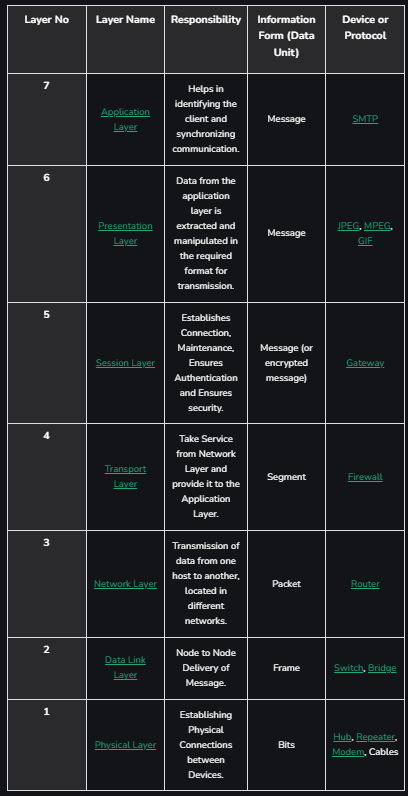 Layer No Layer Name Responsibility Information Form (Data Unit) Device or Protocol
7
Application Layer
Helps in
identifying the
client and
synchronizing
communication.
Message
SMTP
6
Presentation Layer
Data from the
application
layer is
extracted and
manipulated in
the required
format for
transmission.
Message
JPEG, MPEG,
GIF
5
Session Layer
Establishes
Connection,
Maintenance,
Ensures
Authentication
and Ensures
security.
Message (or
encrypted
message)
Gateway
4
Transport
Layer
Take Service
from Network
Layer and
provide it to the
Application
Layer.
Segment
Firewall
3
Network Layer
Transmission of
data from one
host to another,
located in
different
networks.
Packet
Router
2
Data Link
Layer
Node to Node
Delivery of
Message.
Frame
Switch, Bridge
1
Physical Layer
Establishing
Physical
Connections
between
Devices.
Bits
Hub, Repeater,
Modem, Cables